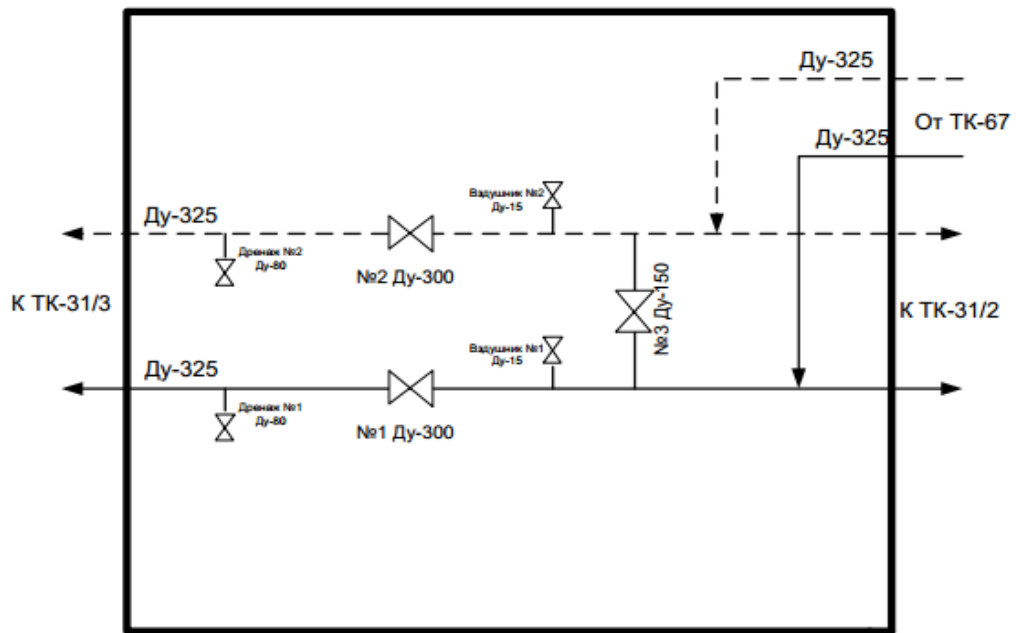 Ду-325
От ТК-67
Ду-325
Вздушник №2
Ду-15
Ду-325
Дренаж №2
Ду-80
№2 Ду-300
К ТК-31/3
№3 Ду-150
К ТК-31/2
Вздушник №1
Ду-15
Ду-325
Дренаж №1
Ду-80
№1 Ду-300